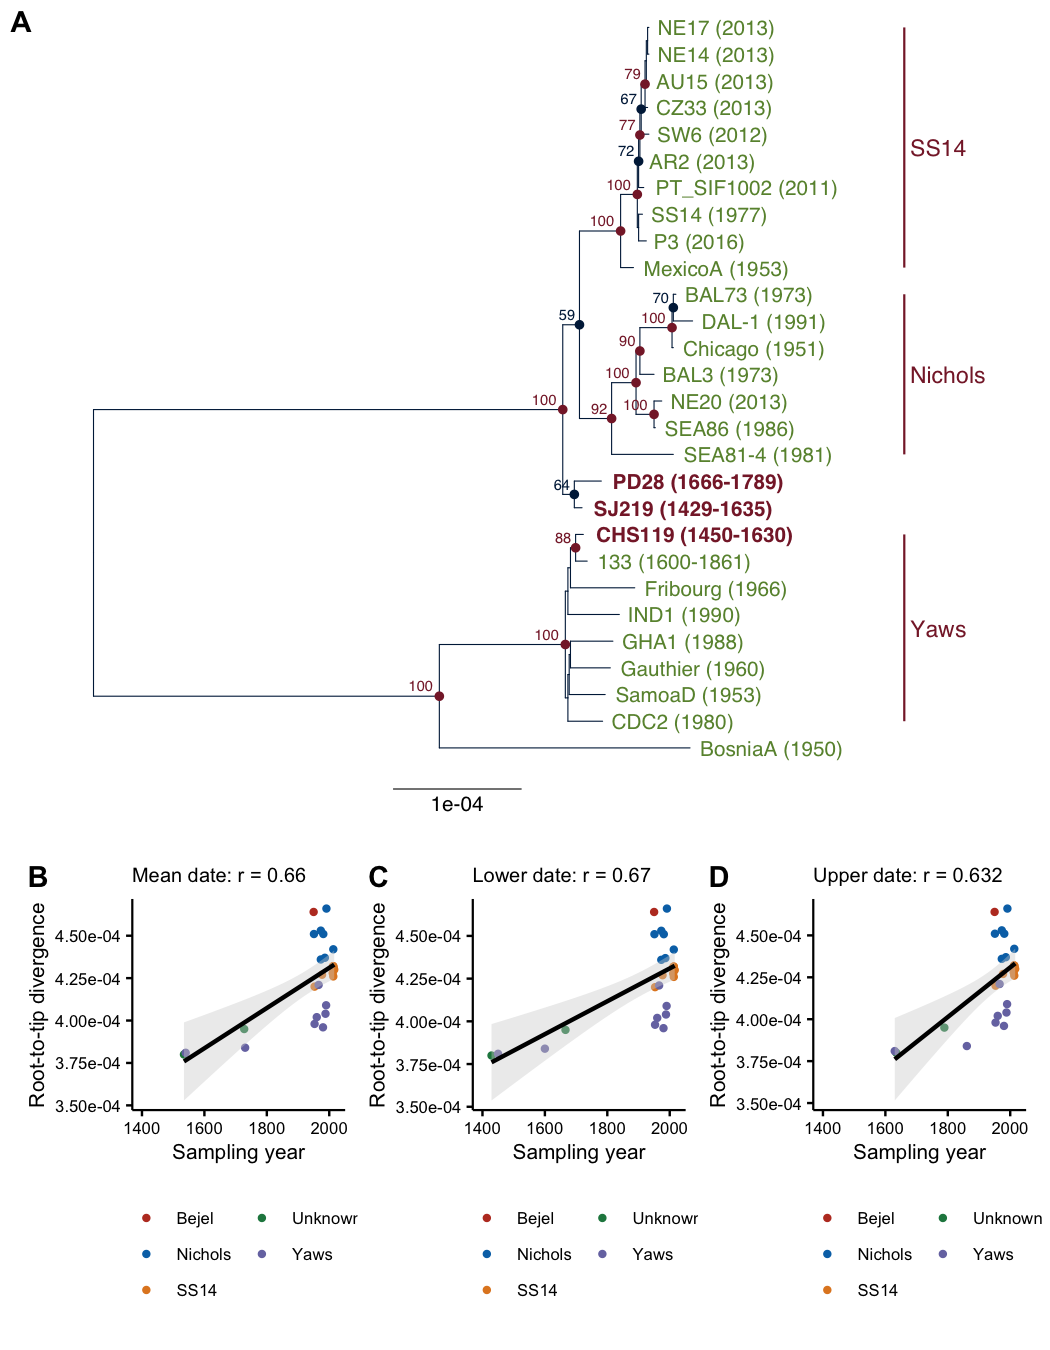 A
NE17 (2013)
NE14 (2013)
79
AU15 (2013)
67
CZ33 (2013)
77
SW6 (2012)
SS14
72
AR2 (2013)
100
PT_SIF1002 (2011)
100
SS14 (1977)
P3 (2016)
MexicoA (1953)
70
BAL73 (1973)
59
100
DAL-1 (1991)
90
Chicago (1951)
100
BAL3 (1973)
Nichols
100
92
100
NE20 (2013)
SEA86 (1986)
SEA81-4 (1981)
64
PD28 (1666-1789)
SJ219 (1429-1635)
88
CHS119 (1450-1630)
133 (1600-1861)
Fribourg (1966)
IND1 (1990)
Yaws
100
GHA1 (1988)
Gauthier (1960)
100
SamoaD (1953)
CDC2 (1980)
BosniaA (1950)
1e-04
B
Mean date: r = 0.66
Root-to-tip divergence
4.50e-04
4.25e-04
4.00e-04
3.75e-04
3.50e-04
1400 1600 1800 2000
Sampling year
Bejel Unknown
Nichols Yaws
SS14
C
Lower date: r = 0.67
Root-to-tip divergence
4.50e-04
4.25e-04
4.00e-04
3.75e-04
3.50e-04
1400 1600 1800 2000
Sampling year
Bejel Unknown
Nichols Yaws
SS14
D
Upper date: r = 0.632
Root-to-tip divergence
4.50e-04
4.25e-04
4.00e-04
3.75e-04
3.50e-04
1400 1600 1800 2000
Sampling year
Bejel Unknown
Nichols Yaws
SS14